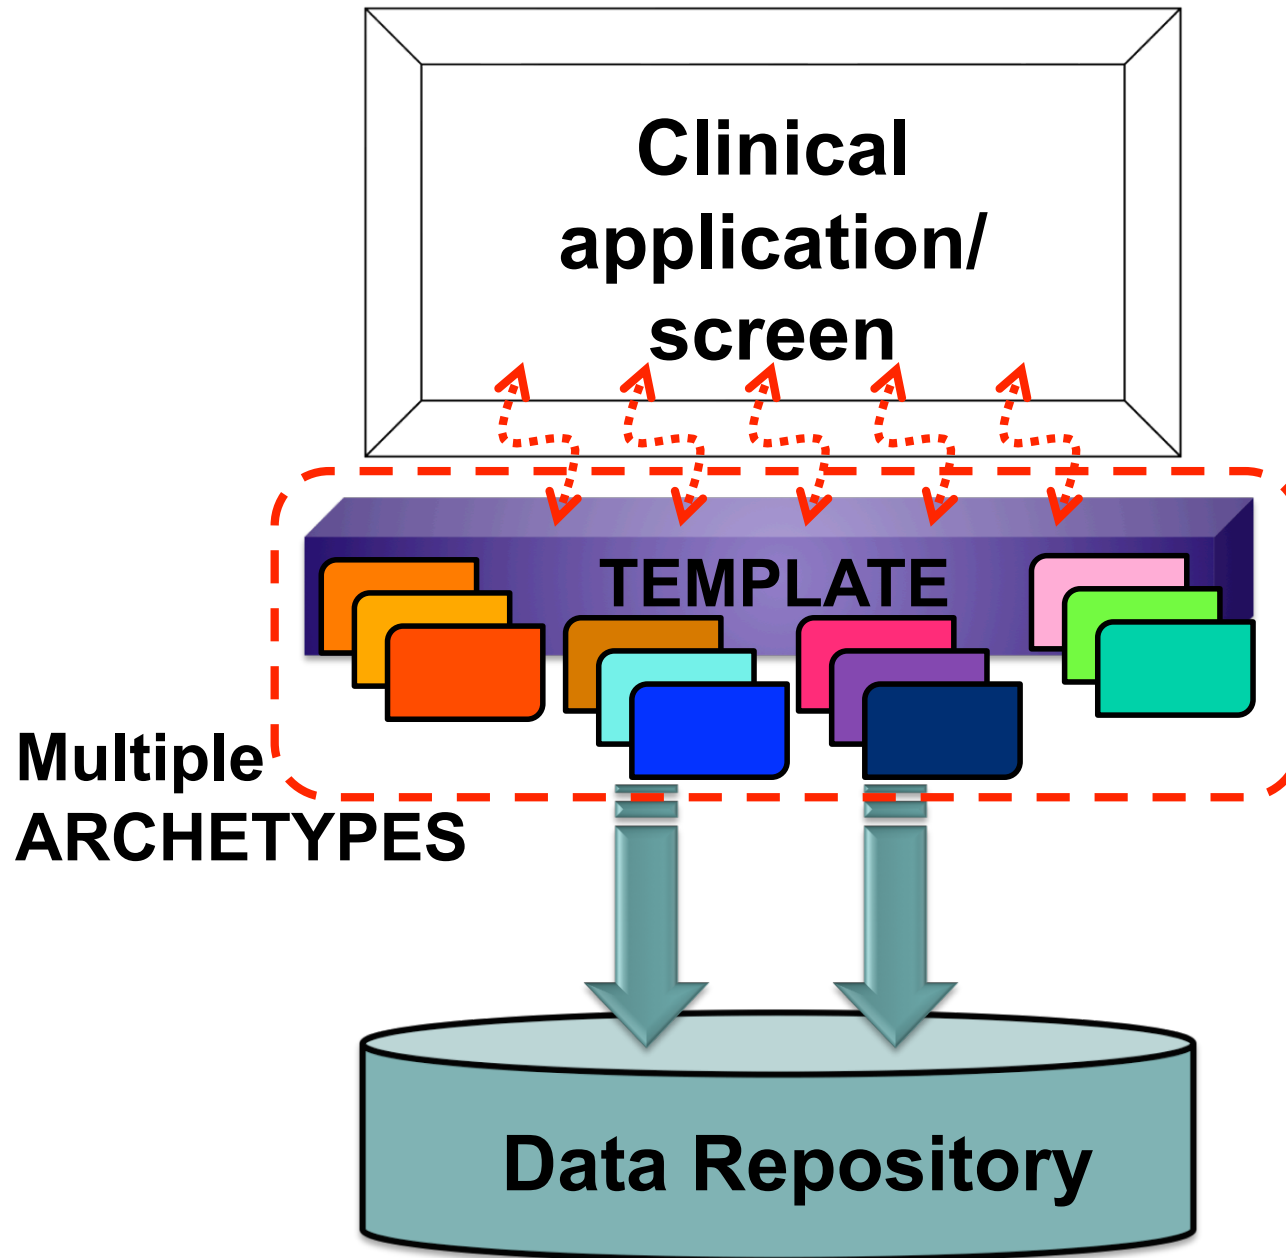 Clinical
application/
screen
TEMPLATE
Multiple
ARCHETYPES
Data Repository